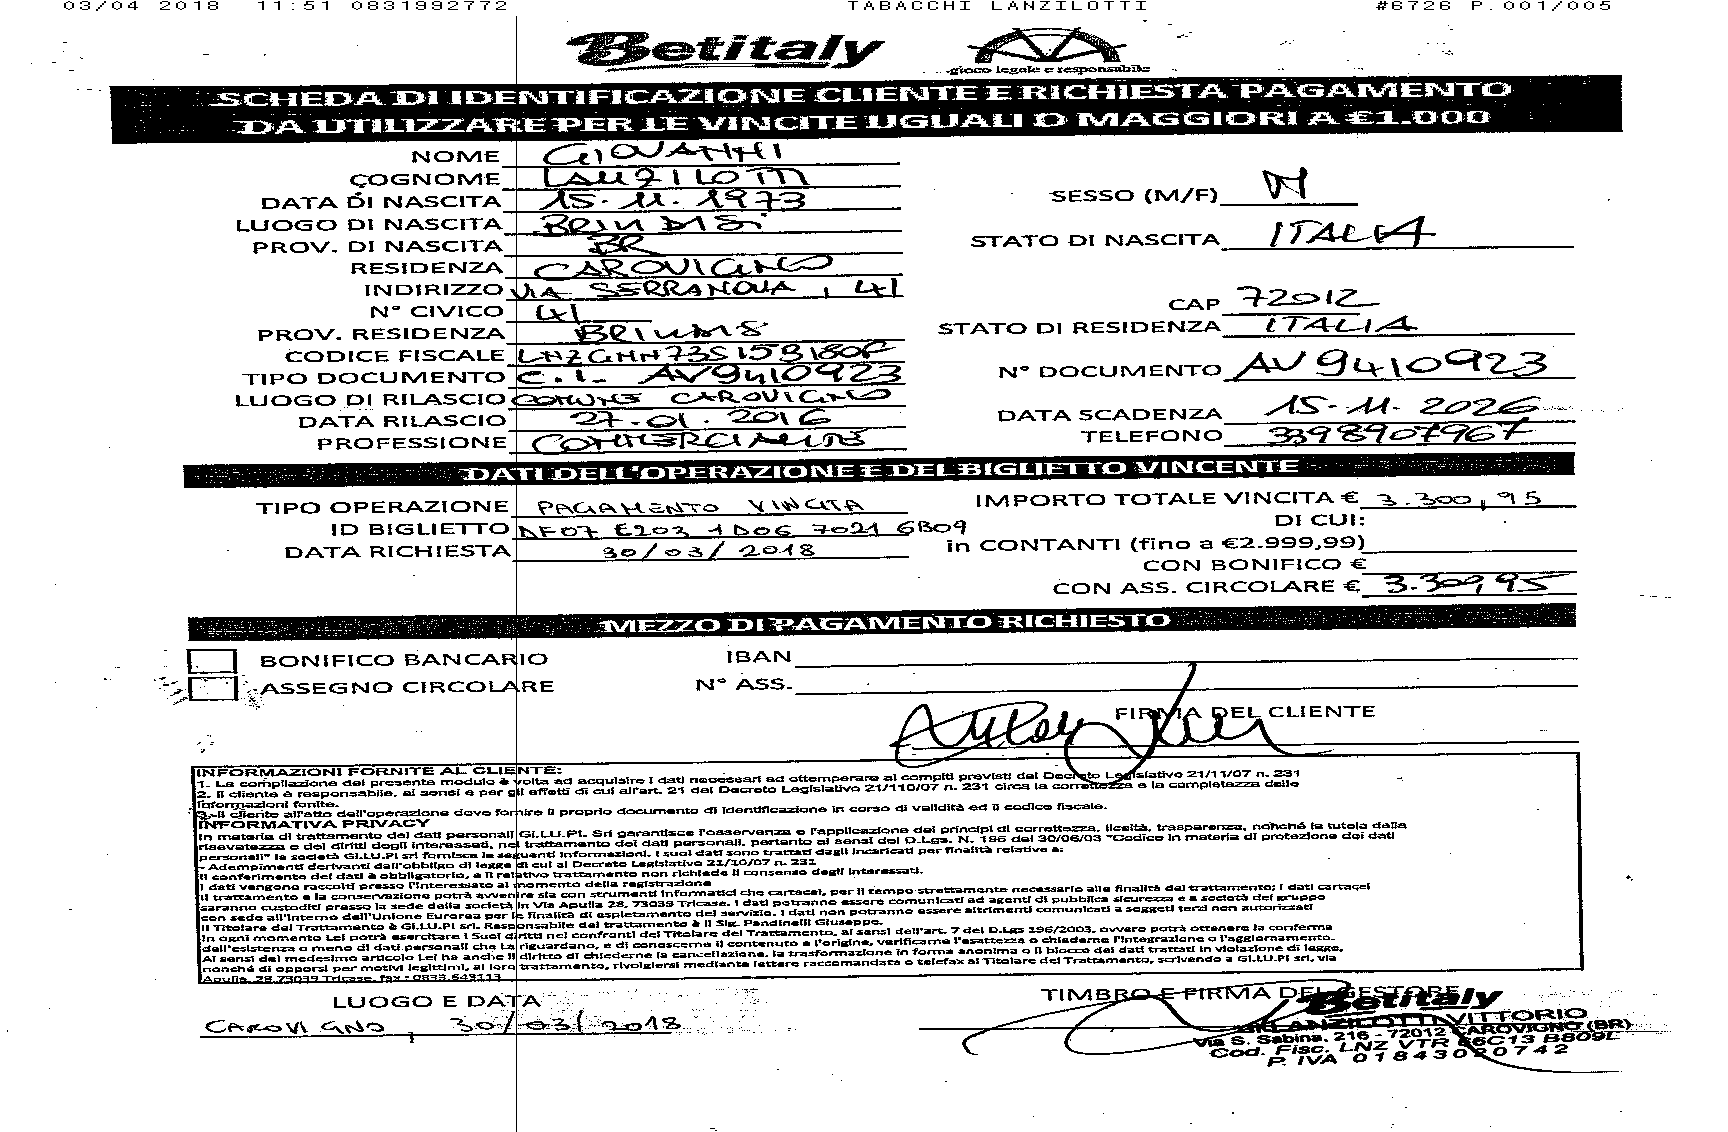 03/04 2018 11:51 0831992772 TABACCHI LANZILOTTI #6726 P.001/005
Betitaly
gioco legale e responsabile
SCHEDA DI IDENTIFICAZIONE CLIENTE E RICHIESTA PAGAMENTO
DA UTILIZZARE PER LE VINCITE UGUALI O MAGGIORI A €1.000
NOME GIOVANNI
COGNOME LANZILOTTI
DATA DI NASCITA 15.11.1973
SESSO (M/F) M
LUOGO DI NASCITA BRINDISI
PROV. DI NASCITA BR
STATO DI NASCITA ITALIA
RESIDENZA CAROVIGNO
INDIRIZZO VIA SERRANOVA, 41
N° CIVICO 41
CAP 72012
PROV. RESIDENZA BRINDISI
STATO DI RESIDENZA ITALIA
CODICE FISCALE LNZGNN73S15B180F
TIPO DOCUMENTO C.I. AV9410923
N° DOCUMENTO AV9410923
LUOGO DI RILASCIO COMUNE CAROVIGNO
DATA RILASCIO 27.01.2016
DATA SCADENZA 15-11-2026
PROFESSIONE COMMERCIANTE
TELEFONO 3398907967
DATI DELL'OPERAZIONE E DEL BIGLIETTO VINCENTE
TIPO OPERAZIONE PAGAMENTO VINCITA
IMPORTO TOTALE VINCITA € 3.300,95
ID BIGLIETTO DF07 E203 1D06 7021 6B09
DI CUI:
DATA RICHIESTA 30/03/2018
in CONTANTI (fino a €2.999,99)
CON BONIFICO €
CON ASS. CIRCOLARE € 3.300,95
MEZZO DI PAGAMENTO RICHIESTO
BONIFICO BANCARIO IBAN
ASSEGNO CIRCOLARE N° ASS.
FIRMA DEL CLIENTE
INFORMAZIONI FORNITE AL CLIENTE:
1. La compilazione del presente modulo è volta ad acquisire i dati necessari ad ottemperare ai compiti previsti dal Decreto Legislativo 21/11/07 n. 231
2. Il cliente è responsabile, ai sensi e per gli effetti di cui all'art. 21 del Decreto Legislativo 21/110/07 n. 231 circa la correttezza e la completezza delle
informazioni fonite.
3. Il cliente all'atto dell'operazione deve fornire il proprio documento di identificazione in corso di validità ed il codice fiscale.
INFORMATIVA PRIVACY
In materia di trattamento dei dati personali GI.LU.PI. Srl garantisce l'osservanza e l'applicazione dei principi di correttezza, liceità, trasparenza, nonché la tutela della
riservatezza e dei diritti degli interessati, nel trattamento dei dati personali, pertanto ai sensi del D.Lgs. N. 196 del 30/06/03 "Codice in materia di protezione dei dati
personali" la società GI.LU.PI srl fornisce le seguenti informazioni. I suoi dati sono trattati dagli incaricati per finalità relative a:
- Adempimenti derivanti dall'obbligo di legge di cui al Decreto Legislativo 21/10/07 n. 231
Il conferimento dei dati è obbligatorio, e il relativo trattamento non richiede il consenso degli interessati.
I dati vengono raccolti presso l'interessato al momento della registrazione
Il trattamento e la conservazione potrà avvenire sia con strumenti informatici che cartacei, per il tempo strettamente necessario alle finalità del trattamento; i dati cartacei
saranno custoditi presso la sede della società in Via Apulia 28, 73039 Tricase. I dati potranno essere comunicati ad agenti di pubblica sicurezza e a società del gruppo
con sede all'interno dell'Unione Europea per le finalità di espletamento del servizio. I dati non potranno essere altrimenti comunicati a soggetti terzi non autorizzati
Il Titolare del Trattamento è GI.LU.PI srl. Responsabile del trattamento è il Sig. Pandinelli Giuseppe.
In ogni momento Lei potrà esercitare i Suoi diritti nei confronti del Titolare del Trattamento, ai sensi dell'art. 7 del D.Lgs 196/2003, ovvero potrà ottenere la conferma
dell'esistenza o meno di dati personali che La riguardano, e di conoscerne il contenuto e l'origine, verificarne l'esattezza o chiederne l'integrazione o l'aggiornamento.
Ai sensi del medesimo articolo Lei ha anche il diritto di chiederne la cancellazione, la trasformazione in forma anonima o il blocco dei dati trattati in violazione di legge,
nonché di opporsi per motivi legittimi, al loro trattamento, rivolgersi mediante lettere raccomandata o telefax al Titolare del Trattamento, scrivendo a GI.LU.PI srl, via
Apulia, 28 73039 Tricase, fax : 0833.643113
LUOGO E DATA
TIMBRO E FIRMA DEL GESTORE
CAROVIGNO, 30/03/2018
Betitaly
LANZILOTTI VITTORIO
Via S. Sabina, 216 - 72012 CAROVIGNO (BR)
Cod. Fisc. LNZ VTR 66C13 B809L
P. IVA 01843020742